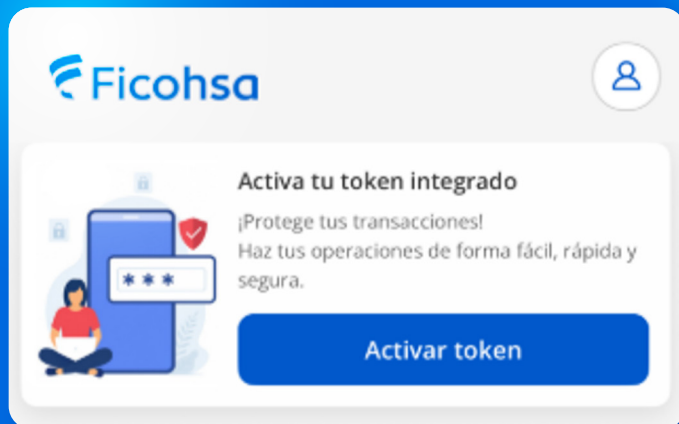 Ficohsa
Activa tu token integrado
¡Protege tus transacciones!
Haz tus operaciones de forma fácil, rápida y
segura.
***
Activar token